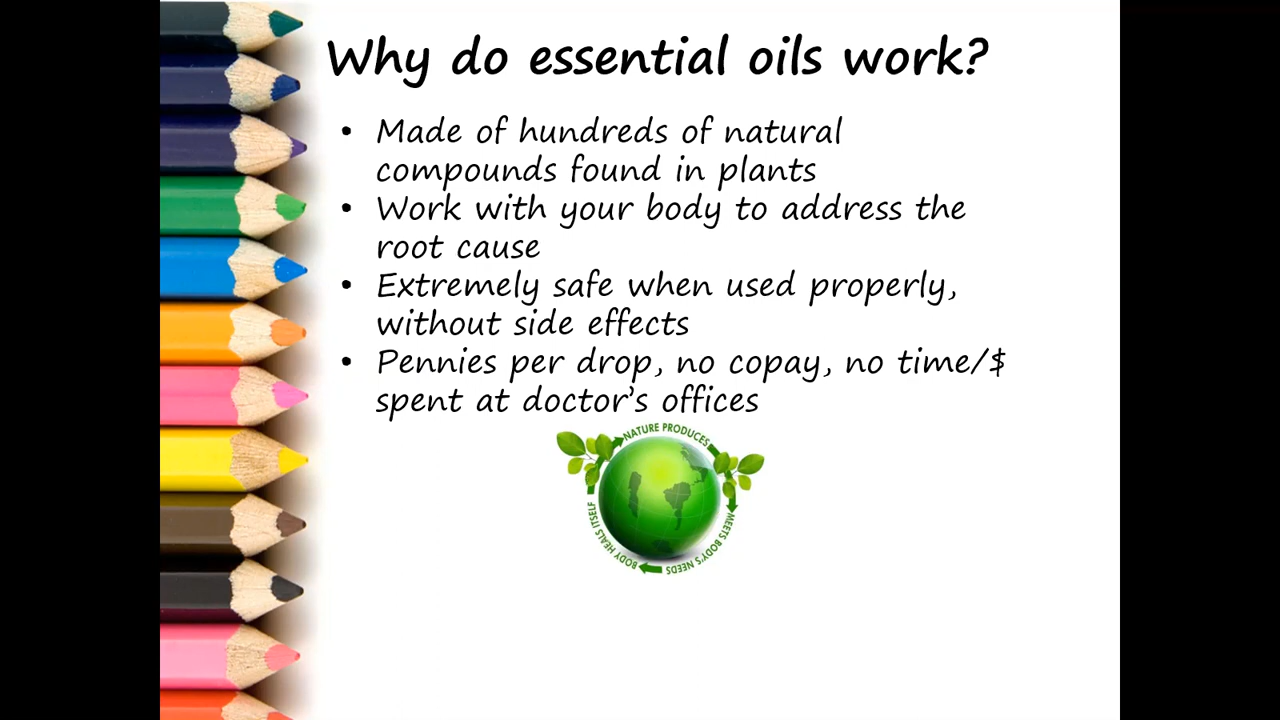 Why do essential oils work?
• Made of hundreds of natural
compounds found in plants
• Work with your body to address the
root cause
• Extremely safe when used properly,
without side effects
• Pennies per drop, no copay, no time/$
spent at doctor's offices
NATURE PRODUCES
MEETS BODY'S NEEDS
BODY HEALS ITSELF